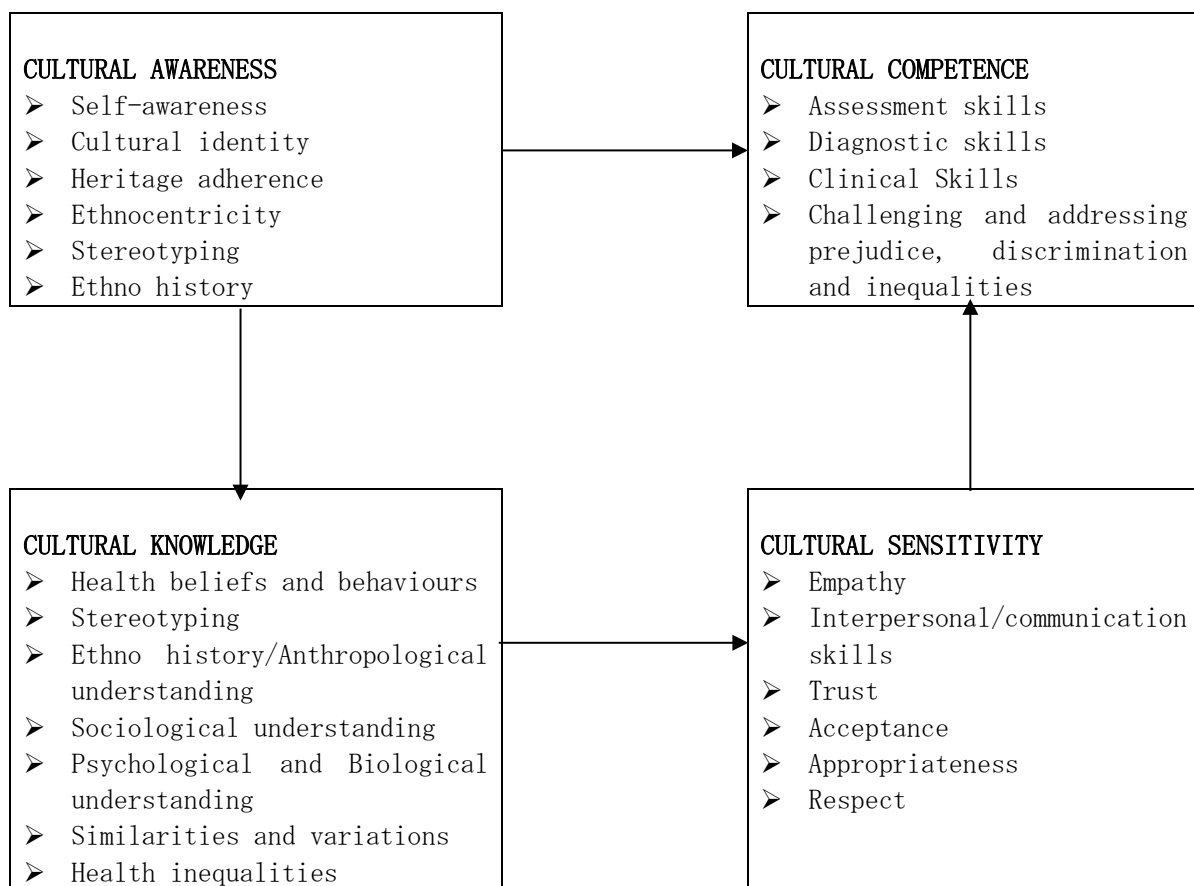 CULTURAL AWARENESS
➢ Self-awareness
➢ Cultural identity
➢ Heritage adherence
➢ Ethnocentricity
➢ Stereotyping
➢ Ethno history
CULTURAL COMPETENCE
➢ Assessment skills
➢ Diagnostic skills
➢ Clinical Skills
➢ Challenging and addressing
prejudice, discrimination
and inequalities
CULTURAL KNOWLEDGE
➢ Health beliefs and behaviours
➢ Stereotyping
➢ Ethno history/Anthropological
understanding
➢ Sociological understanding
➢ Psychological and Biological
understanding
➢ Similarities and variations
➢ Health inequalities
CULTURAL SENSITIVITY
➢ Empathy
➢ Interpersonal/communication
skills
➢ Trust
➢ Acceptance
➢ Appropriateness
➢ Respect